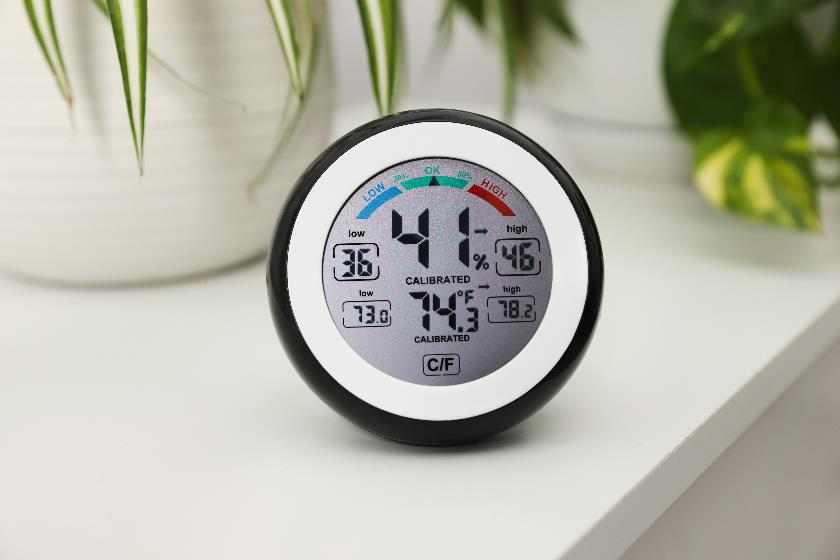 LOW 30% OK 60% HIGH
low 41% high
36 46
CALIBRATED
low 74.3°F high
73.0 78.2
CALIBRATED
C/F